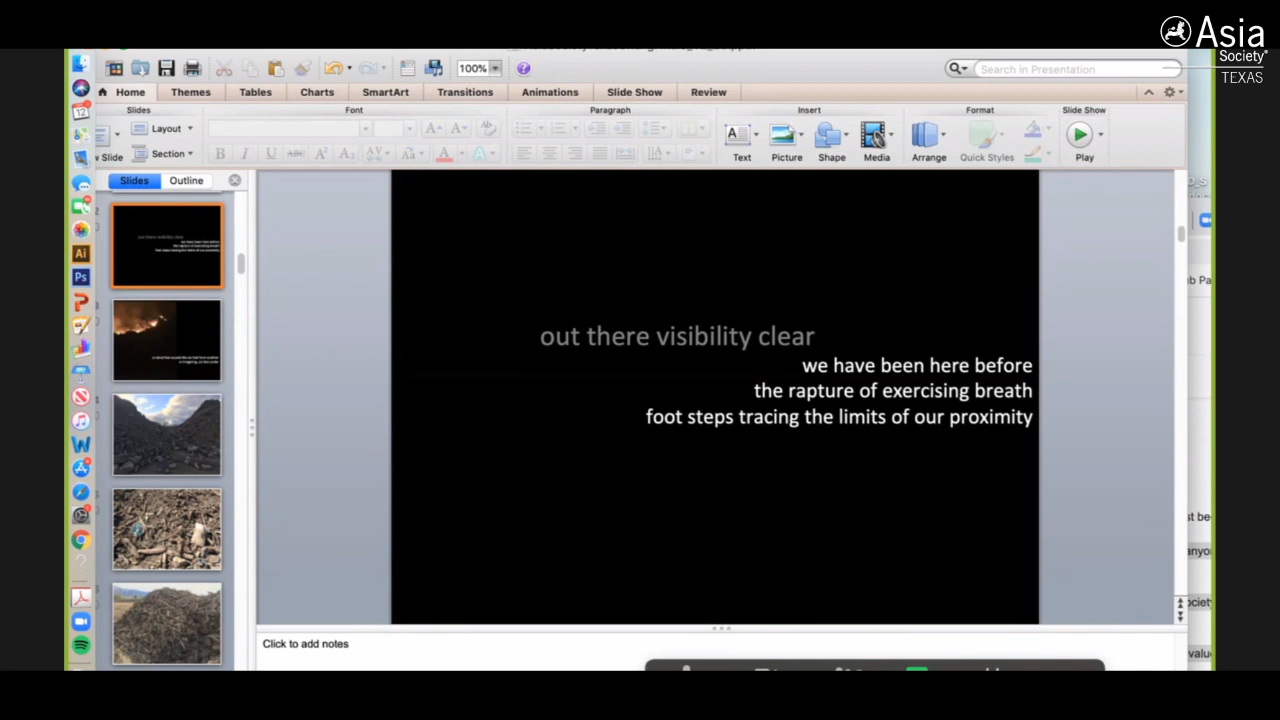 Asia
Society
TEXAS
100%
Search in Presentation
Home
Themes
Tables
Charts
SmartArt
Transitions
Animations
Slide Show
Review
Slides
Font
Paragraph
Insert
Format
Slide Show
Layout
Section
Slide
Text
Picture
Shape
Media
Arrange
Quick Styles
Play
Slides
Outline
out there visibility clear
we have been here before
the rapture of exercising breath
foot steps tracing the limits of our proximity
Click to add notes